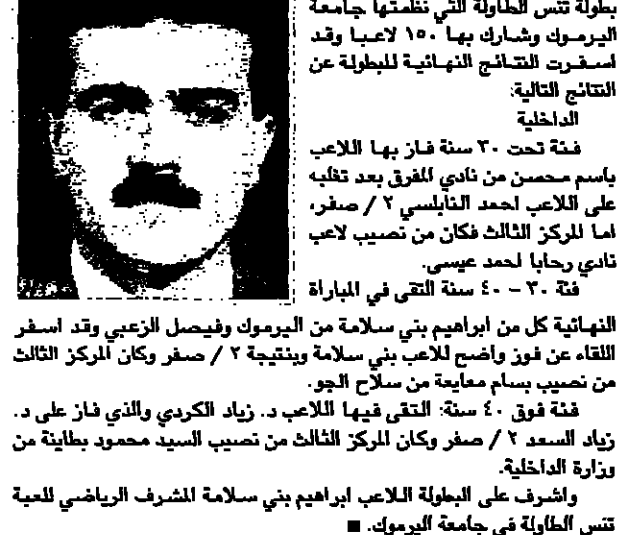 بطولة تنس الطاولة التي نظمتها جامعة
اليرموك وشارك بها ١٥٠ لاعبا وقد
اسفرت النتائج النهائية للبطولة عن
النتائج التالية:
الداخلية
فئة تحت ٣٠ سنة فاز بها اللاعب
باسم محسن من نادي المفرق بعد تغلبه
على اللاعب احمد النابلسي ٢ / صفر،
اما المركز الثالث فكان من نصيب لاعب
نادي رحابا احمد عيسى.
فئة ٣٠ - ٤٠ سنة التقى في المباراة
النهائية كل من ابراهيم بني سلامة من اليرموك وفيصل الزعبي وقد اسفر
اللقاء عن فوز واضح للاعب بني سلامة وبنتيجة ٢ / صفر وكان المركز الثالث
من نصيب بسام معايعة من سلاح الجو.
فئة فوق ٤٠ سنة: التقى فيها اللاعب د. زياد الكردي والذي فاز على د.
زياد السعد ٢ / صفر وكان المركز الثالث من نصيب السيد محمود بطاينة من
وزارة الداخلية.
واشرف على البطولة اللاعب ابراهيم بني سلامة المشرف الرياضي للعبة
تنس الطاولة في جامعة اليرموك. ■